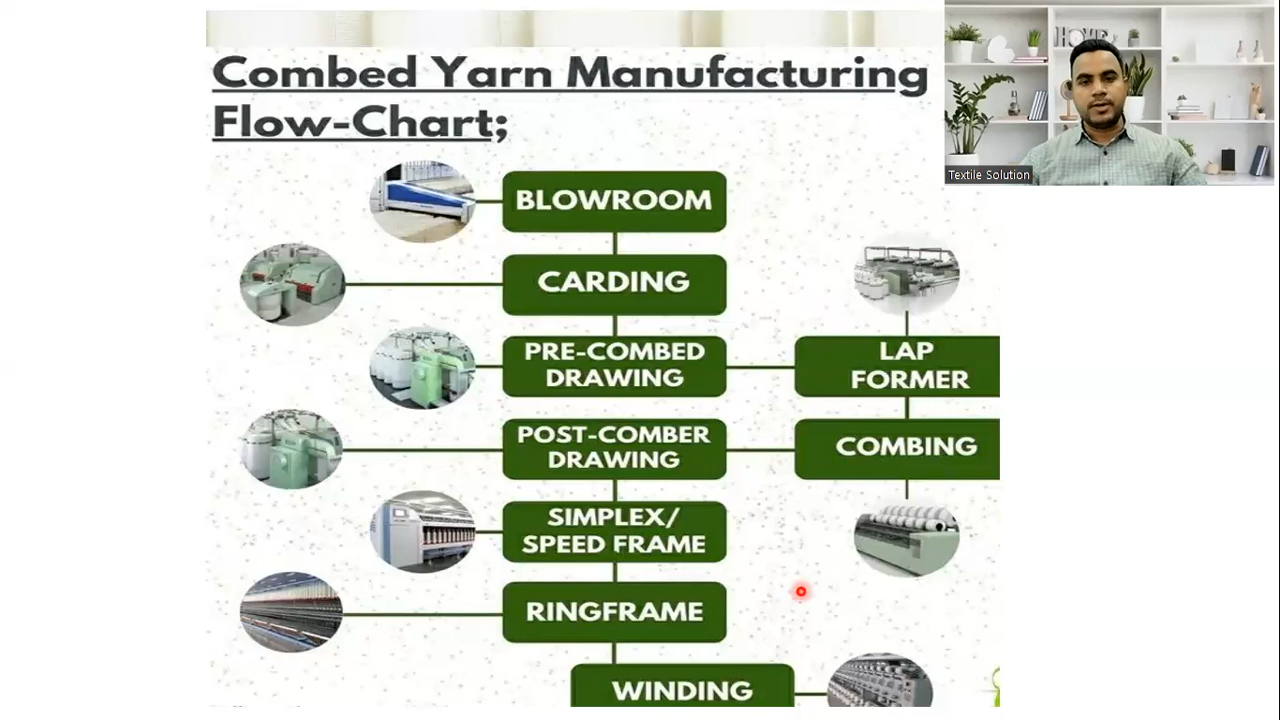 Combed Yarn Manufacturing
Flow-Chart;
HOME
Textile Solution
BLOWROOM
CARDING
PRE-COMBED
DRAWING
LAP
FORMER
POST-COMBER
DRAWING
COMBING
SIMPLEX/
SPEED FRAME
RINGFRAME
WINDING